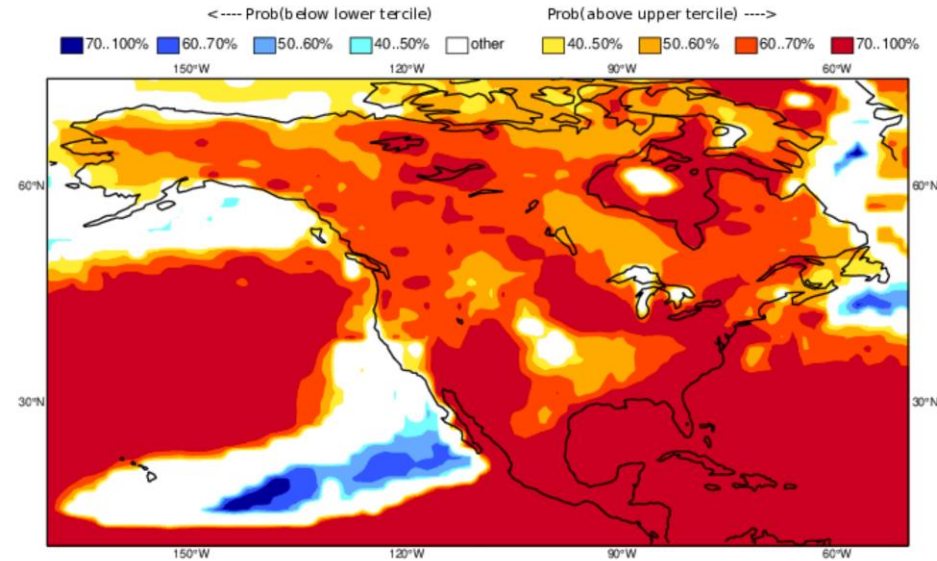 <---- Prob(below lower tercile) Prob(above upper tercile) ---->
70..100% 60..70% 50..60% 40..50% other 40..50% 50..60% 60..70% 70..100%
150°W 120°W 90°W 60°W
60°N 60°N
30°N 30°N
150°W 120°W 90°W 60°W